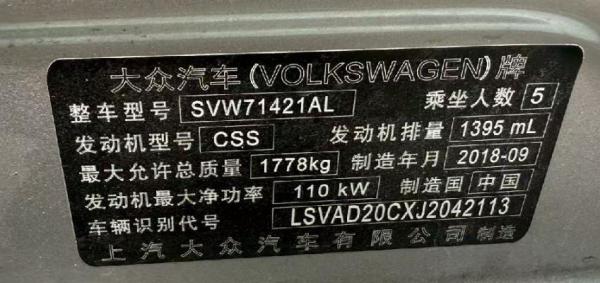 大众汽车(VOLKSWAGEN)牌
整车型号 SVW71421AL 乘坐人数 5
发动机型号 CSS 发动机排量 1395 mL
最大允许总质量 1778kg 制造年月 2018-09
发动机最大净功率 110 kW 制造国 中国
车辆识别代号 LSVAD20CXJ2042113
上汽大众汽车有限公司制造